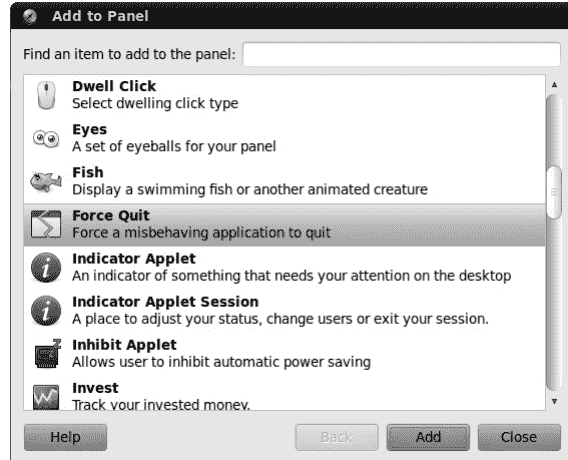 Add to Panel
Find an item to add to the panel:
Dwell Click
Select dwelling click type
Eyes
A set of eyeballs for your panel
Fish
Display a swimming fish or another animated creature
Force Quit
Force a misbehaving application to quit
Indicator Applet
An indicator of something that needs your attention on the desktop
Indicator Applet Session
A place to adjust your status, change users or exit your session.
Inhibit Applet
Allows user to inhibit automatic power saving
Invest
Track your invested money.
Help Back Add Close